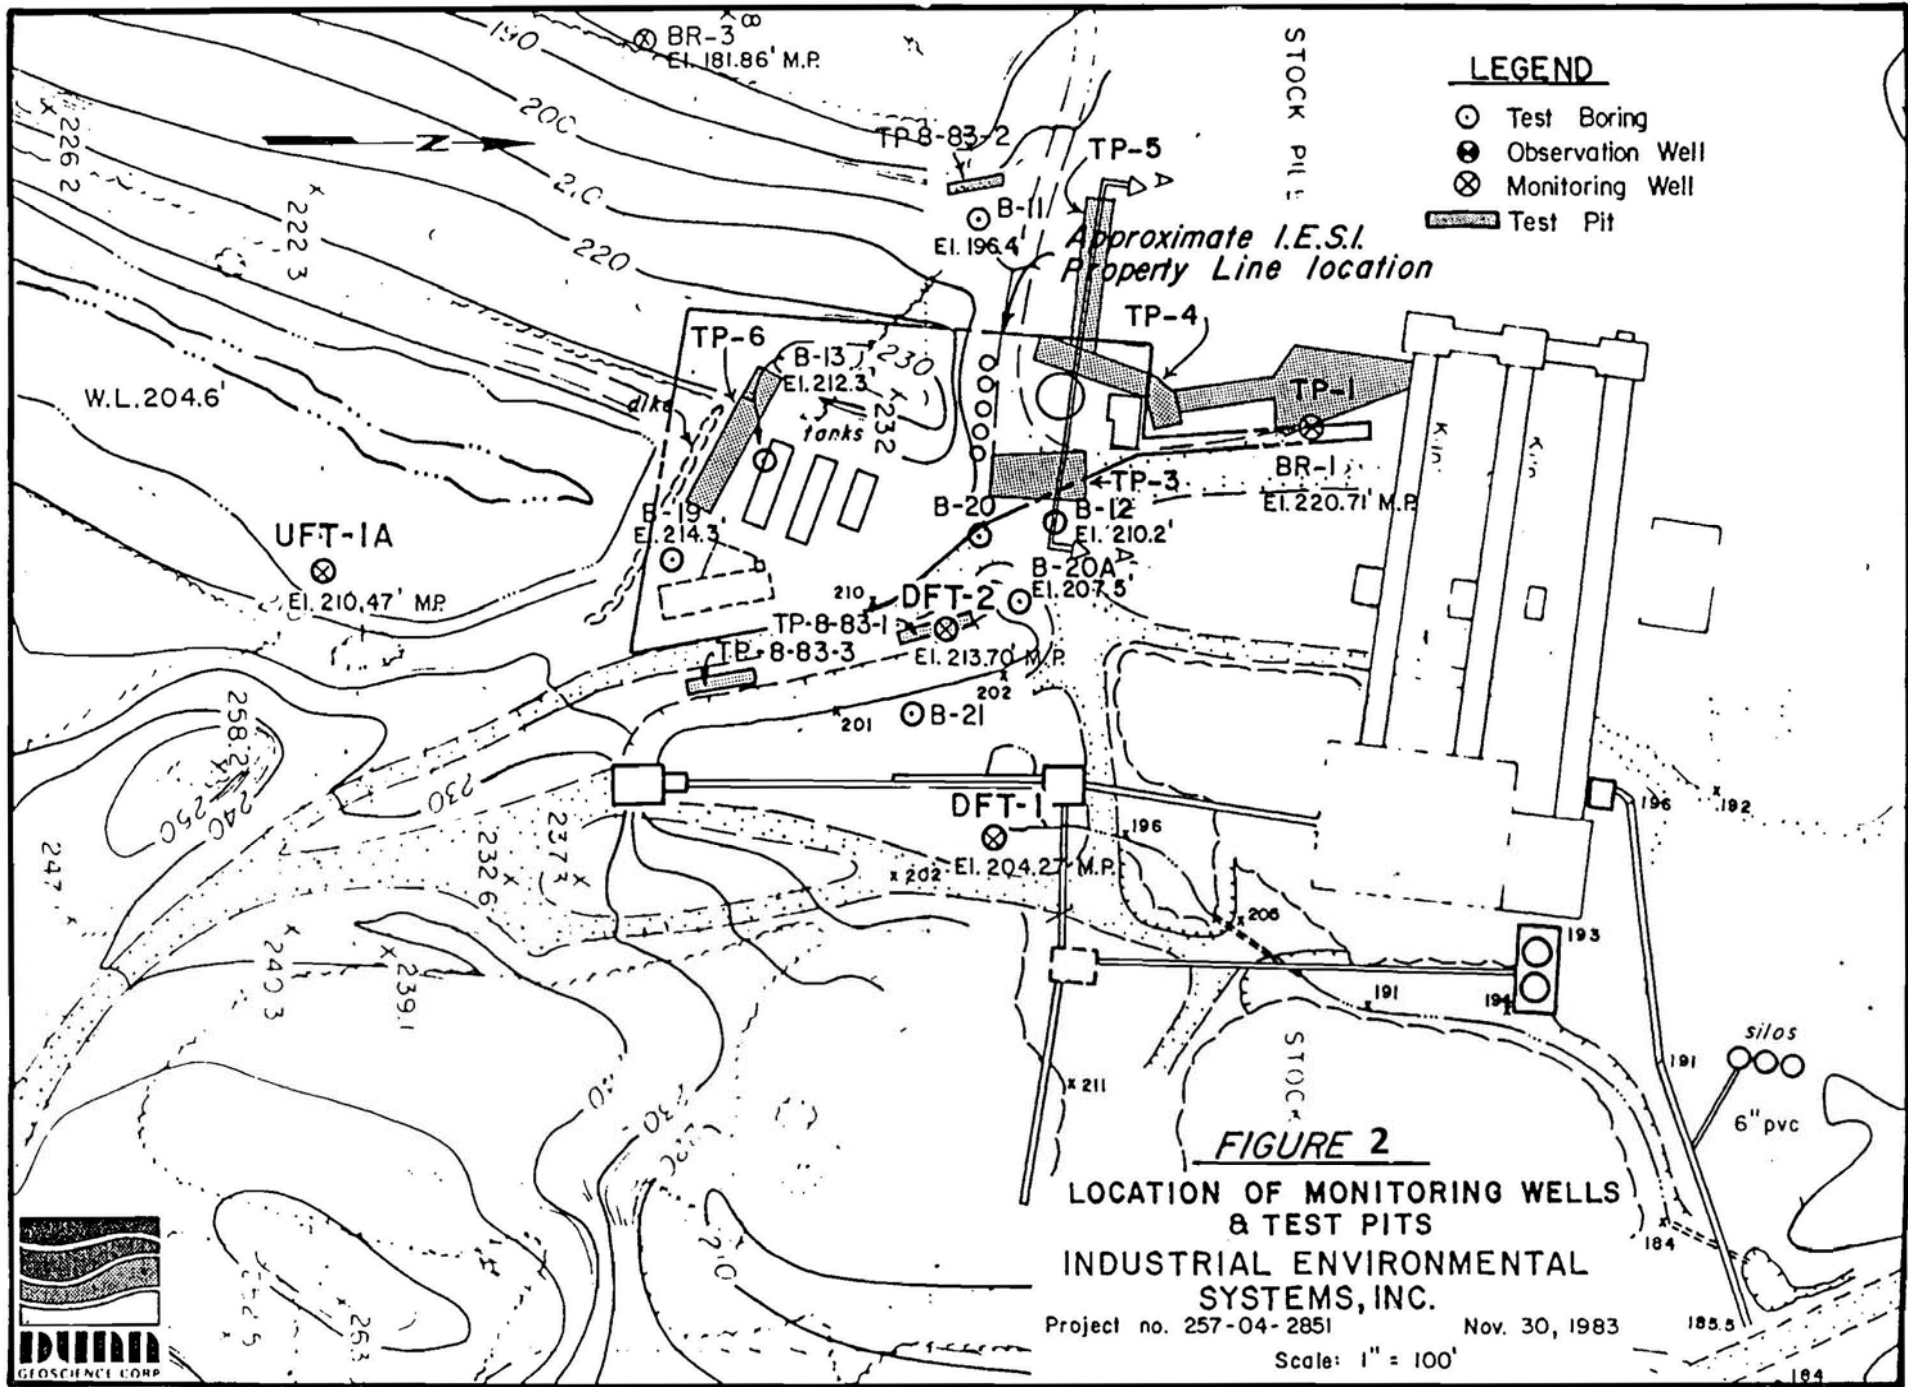 LEGEND
Test Boring
Observation Well
Monitoring Well
Test Pit
BR-3
El. 181.86' M.P.
190
200
220
226.2
222.3
N
TP 8-83-2
TP-5
A
B-11
El. 196.4'
Approximate I.E.S.I.
Property Line location
STOCK
TP-4
TP-6
B-13
El. 212.3'
230
232
TP-1
W.L. 204.6'
dike
tanks
BR-1
El. 220.71' M.P.
TP-3
B-20
B-12
El. 210.2'
A
B-19
El. 214.3'
UFT-1A
El. 210.47' M.P.
B-20A
El. 207.5'
210
DFT-2
TP-8-83-1
El. 213.70' M.P.
TP-8-83-3
202
201
B-21
258.2
250
240
230
DFT-1
El. 204.27' M.P.
196
196
192
237.3
232.6
247
202
206
193
240.3
239.1
191
194
191
silos
6" pvc
211
230
FIGURE 2
LOCATION OF MONITORING WELLS
& TEST PITS
INDUSTRIAL ENVIRONMENTAL
SYSTEMS, INC.
Project no. 257-04-2851
Nov. 30, 1983
Scale: 1" = 100'
184
185.5
184
DUNN
GEOSCIENCE CORP